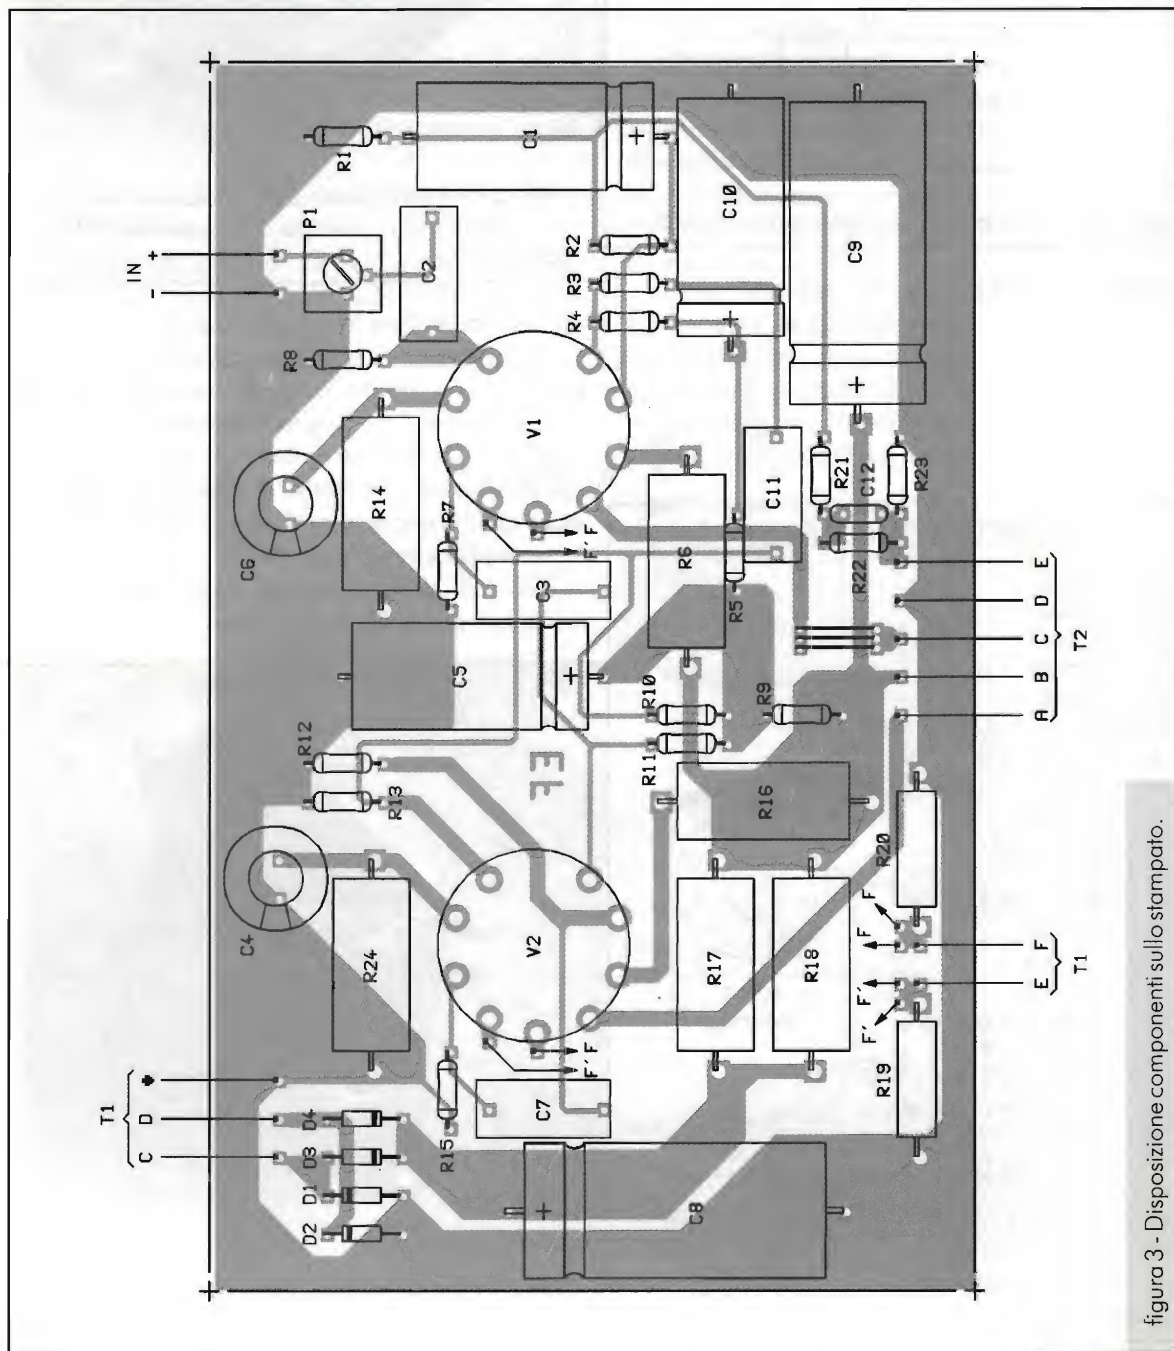 IN
- +
R1
P1
C1
C2
R8
R2
R3
R4
C10
C9
V1
C6
R14
R7
C3
F' F
R6
R5
C11
R21
C12
R23
R22
C5
R10
R11
R9
R12
R13
E
D
C
B
A
T2
C4
R24
V2
R16
R17
R18
R20
F
F
F'
F'
F
E
T1
R19
T1
D
C
D4
D3
D1
D2
R15
F' F
C7
C8
+
+
+
+
+
figura 3 - Disposizione componenti sullo stampato.